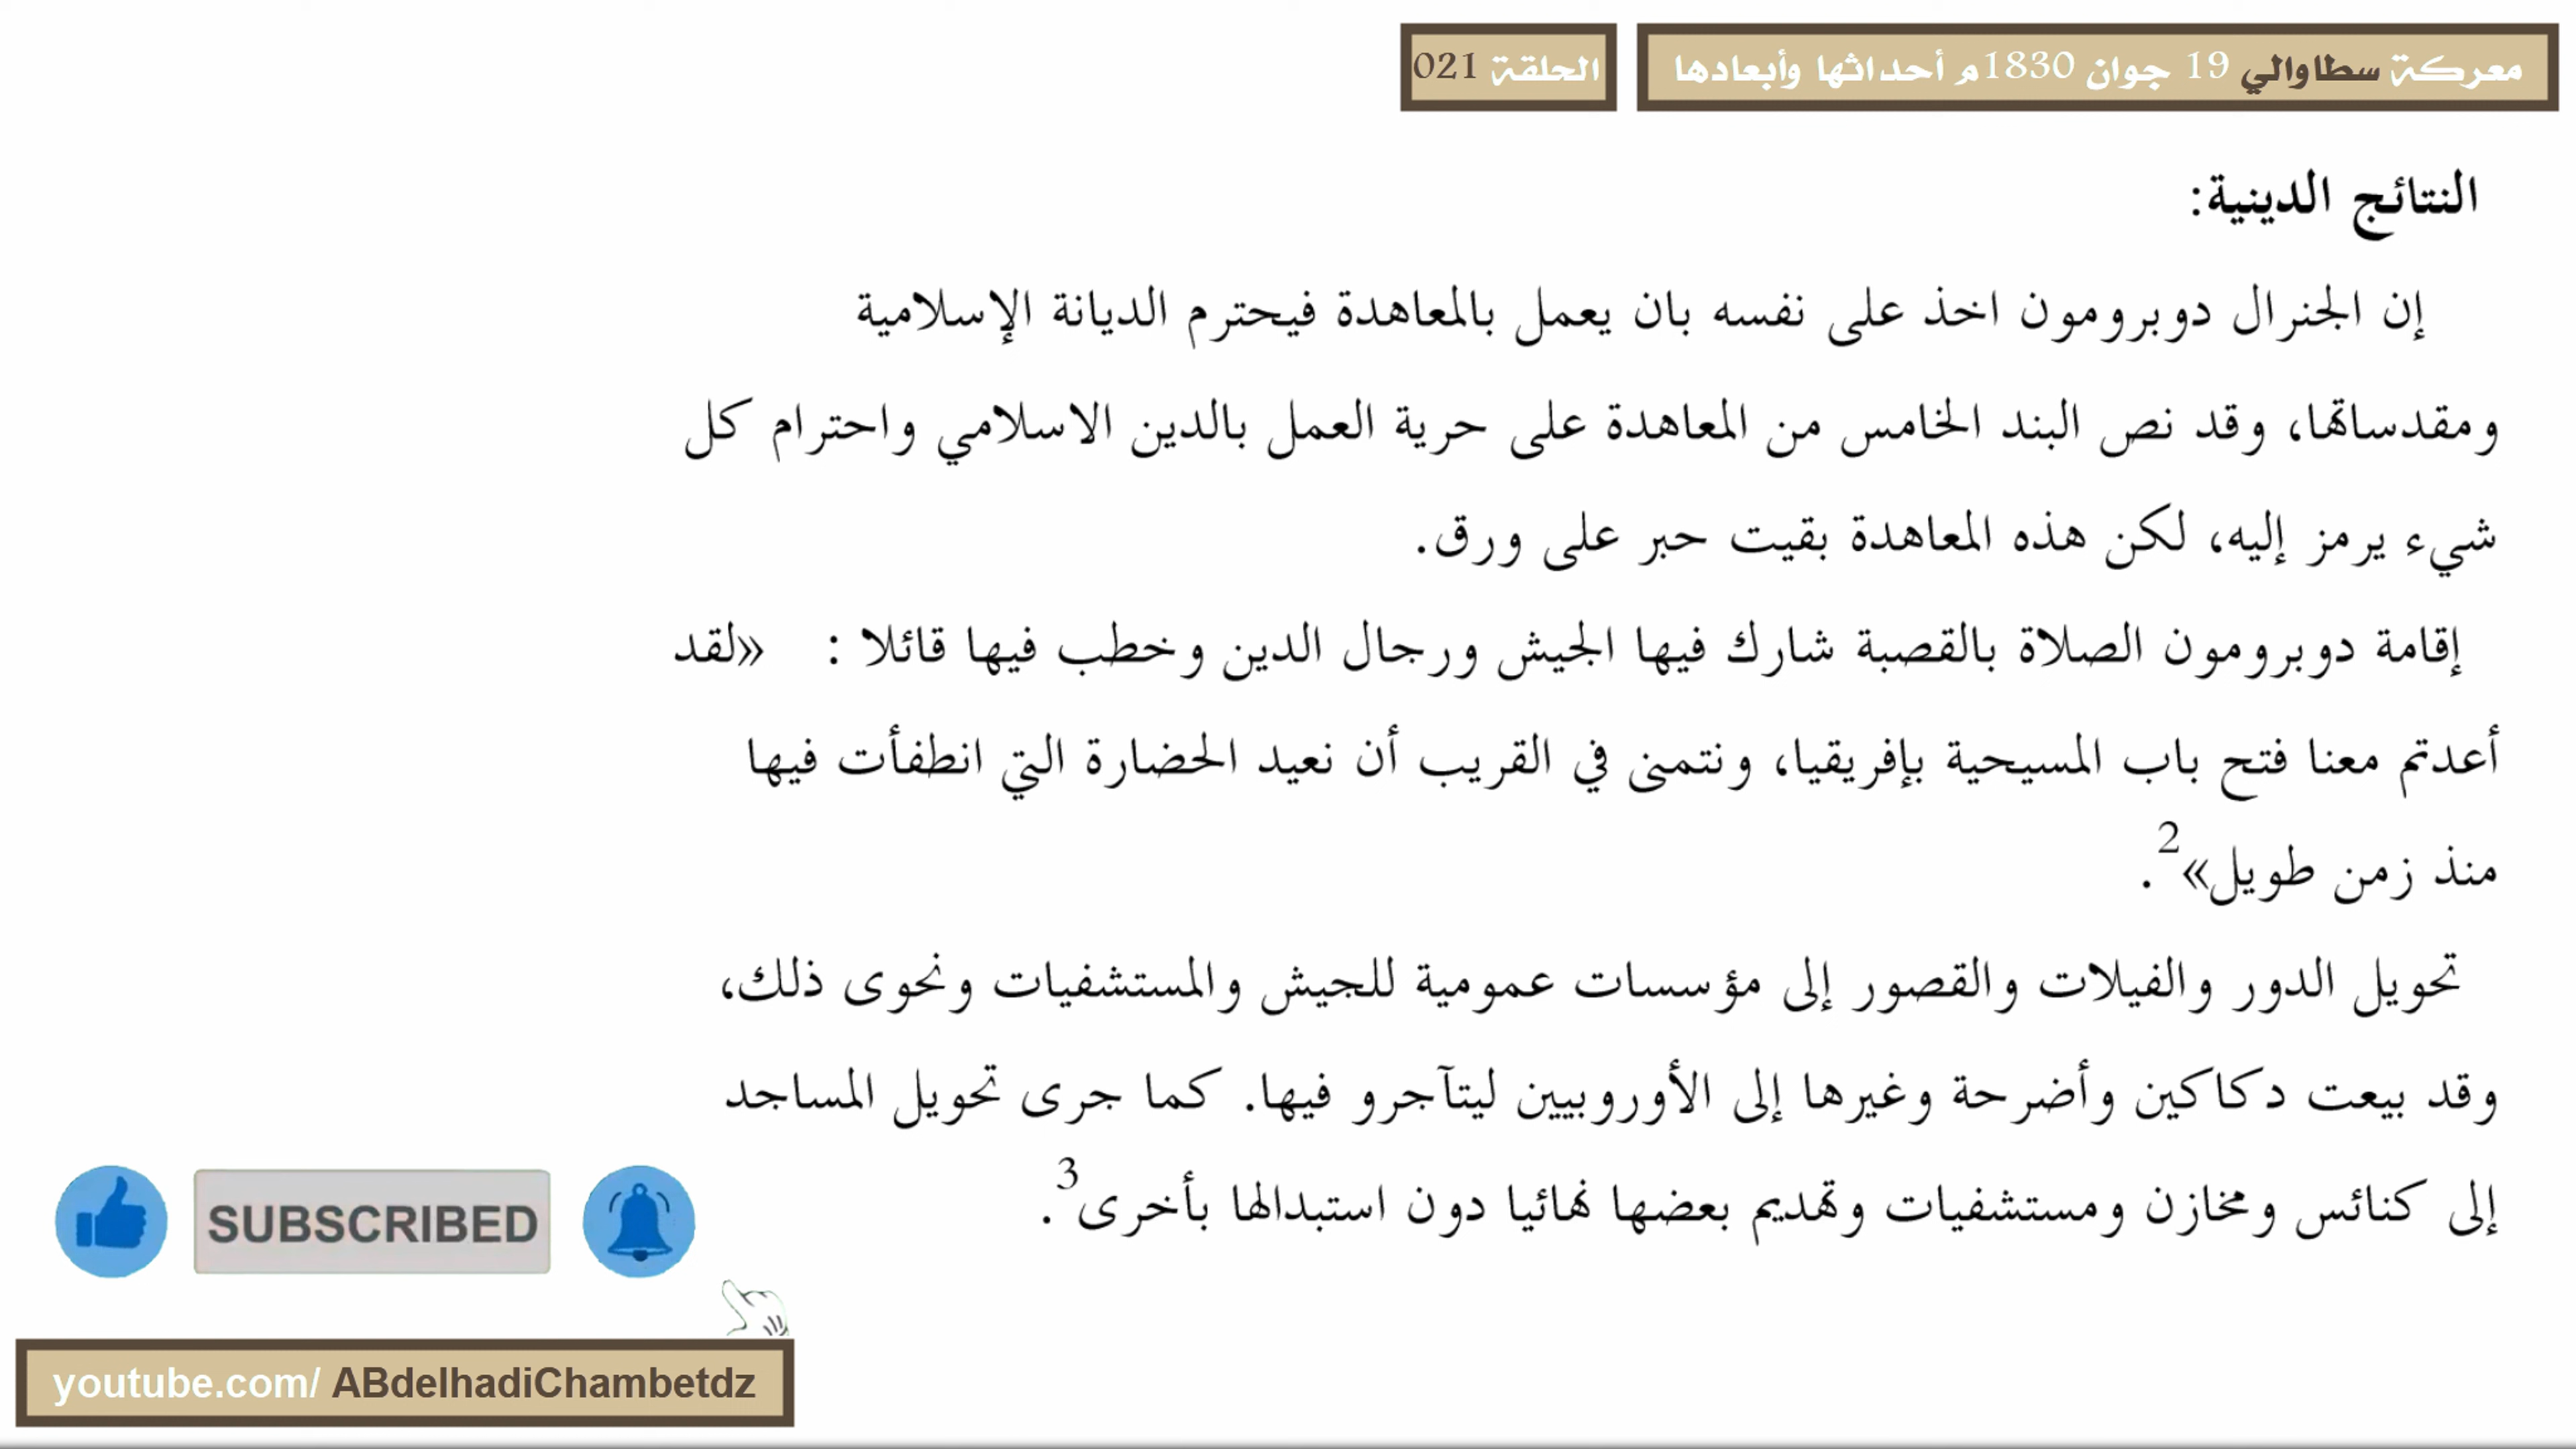 معركة سطاوالي 19 جوان 1830م أحداثها وأبعادها
الحلقة 021
النتائج الدينية:
إن الجنرال دوبرومون اخذ على نفسه بان يعمل بالمعاهدة فيحترم الديانة الإسلامية
ومقدساتها، وقد نص البند الخامس من المعاهدة على حرية العمل بالدين الاسلامي واحترام كل
شيء يرمز إليه، لكن هذه المعاهدة بقيت حبر على ورق.
إقامة دوبرومون الصلاة بالقصبة شارك فيها الجيش ورجال الدين وخطب فيها قائلا : «لقد
أعدتم معنا فتح باب المسيحية بإفريقيا، ونتمنى في القريب أن نعيد الحضارة التي انطفأت فيها
منذ زمن طويل»2.
تحويل الدور والفيلات والقصور إلى مؤسسات عمومية للجيش والمستشفيات ونحوى ذلك،
وقد بيعت دكاكين وأضرحة وغيرها إلى الأوروبيين ليتآجرو فيها. كما جرى تحويل المساجد
إلى كنائس ومخازن ومستشفيات وتهديم بعضها نهائيا دون استبدالها بأخرى3.
SUBSCRIBED
youtube.com/ ABdelhadiChambetdz